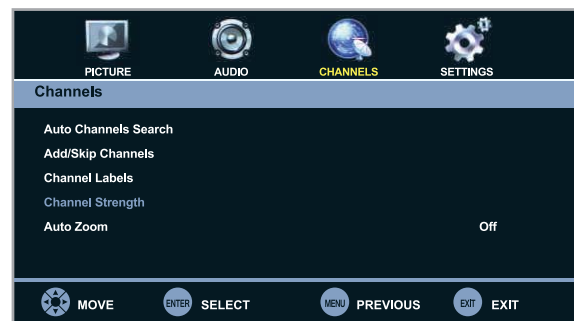 PICTURE AUDIO CHANNELS SETTINGS
Channels
Auto Channels Search
Add/Skip Channels
Channel Labels
Channel Strength
Auto Zoom Off
MOVE ENTER SELECT MENU PREVIOUS EXIT EXIT